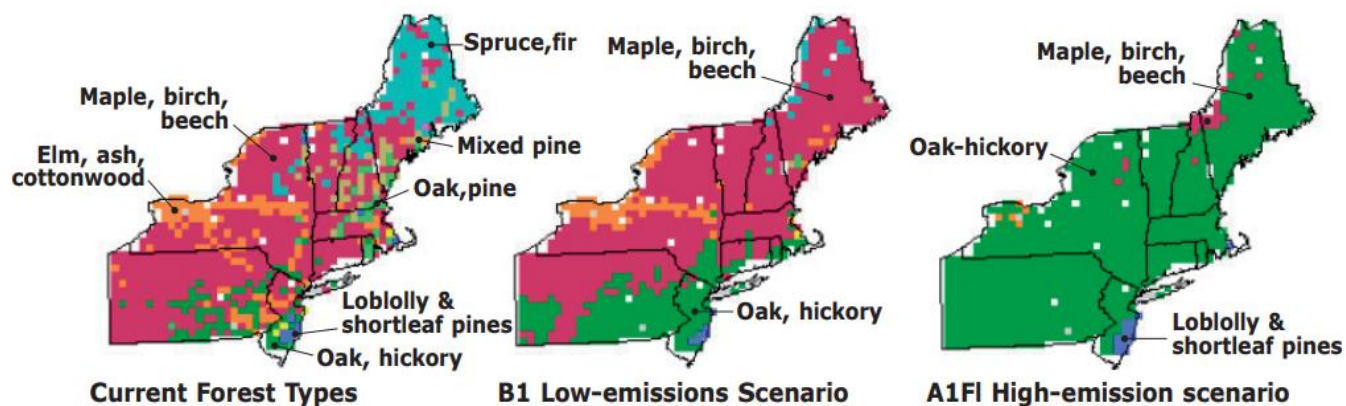 Spruce,fir
Maple, birch,
beech
Elm, ash,
cottonwood
Mixed pine
Oak,pine
Loblolly &
shortleaf pines
Oak, hickory
Current Forest Types
Maple, birch,
beech
Oak, hickory
B1 Low-emissions Scenario
Maple, birch,
beech
Oak-hickory
Loblolly &
shortleaf pines
A1Fl High-emission scenario